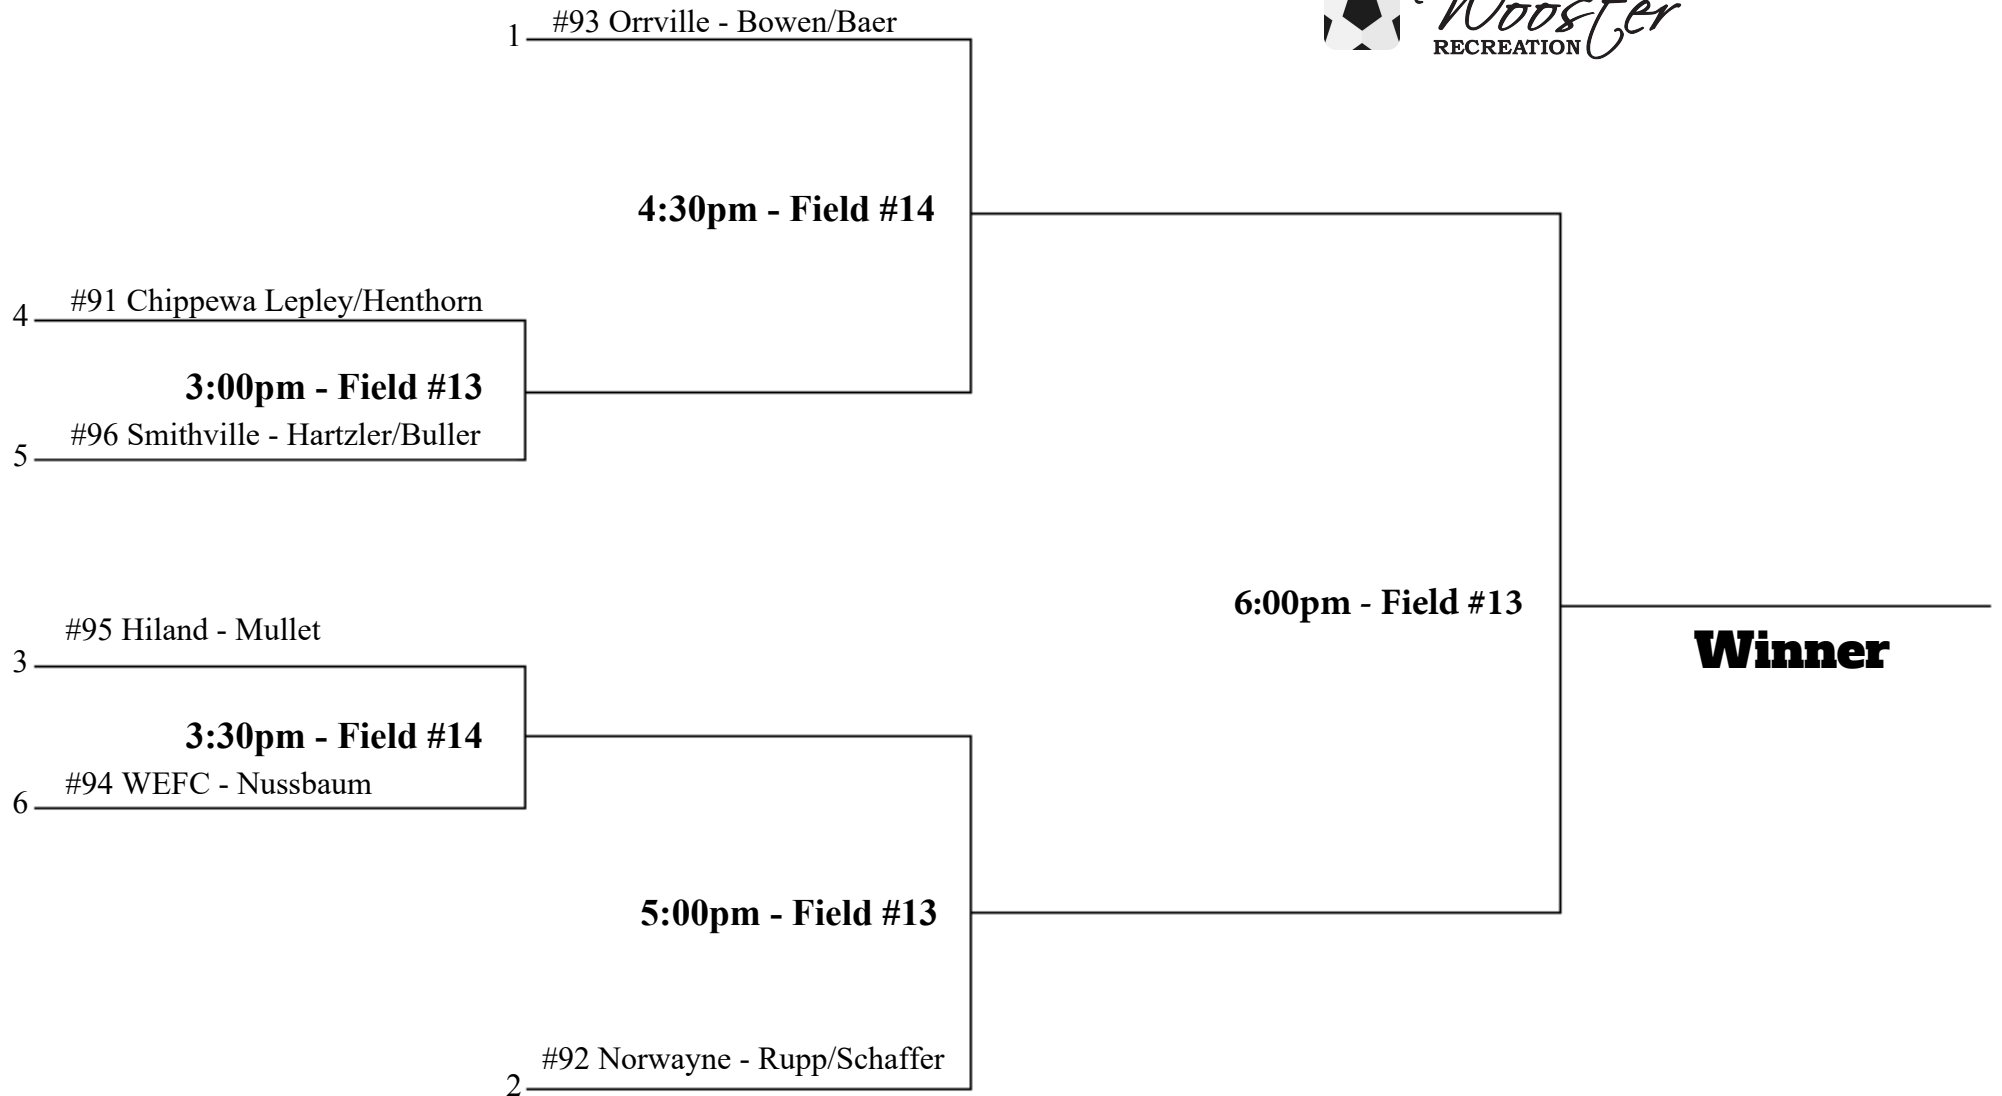 Wooster
RECREATION
1
#93 Orrville - Bowen/Baer
4:30pm - Field #14
4
#91 Chippewa Lepley/Henthorn
3:00pm - Field #13
5
#96 Smithville - Hartzler/Buller
6:00pm - Field #13
Winner
3
#95 Hiland - Mullet
3:30pm - Field #14
6
#94 WEFC - Nussbaum
5:00pm - Field #13
2
#92 Norwayne - Rupp/Schaffer